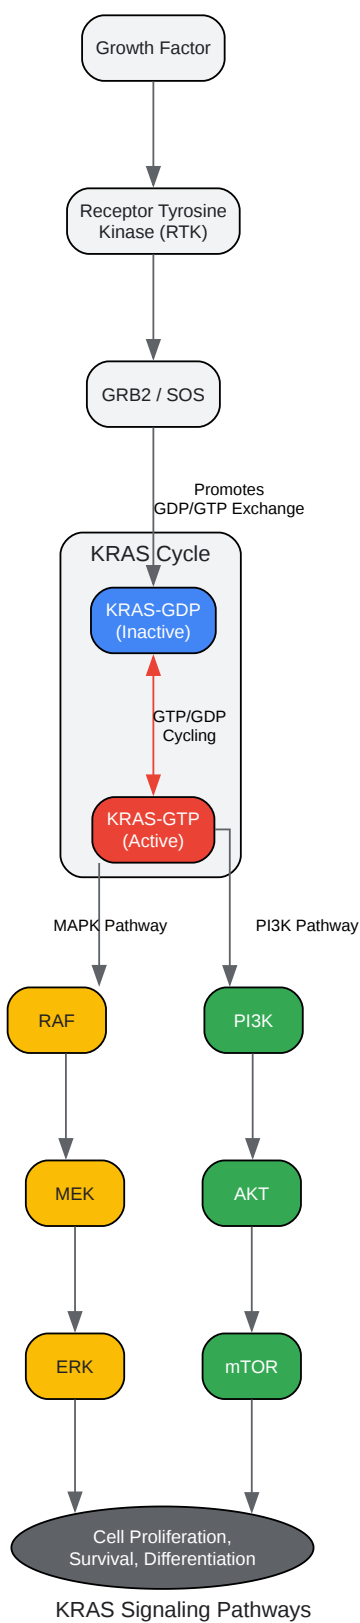 Growth Factor
Receptor Tyrosine
Kinase (RTK)
GRB2 / SOS
Promotes
GDP/GTP Exchange
KRAS Cycle
KRAS-GDP
(Inactive)
GTP/GDP
Cycling
KRAS-GTP
(Active)
MAPK Pathway
PI3K Pathway
RAF
PI3K
MEK
AKT
ERK
mTOR
Cell Proliferation,
Survival, Differentiation
KRAS Signaling Pathways